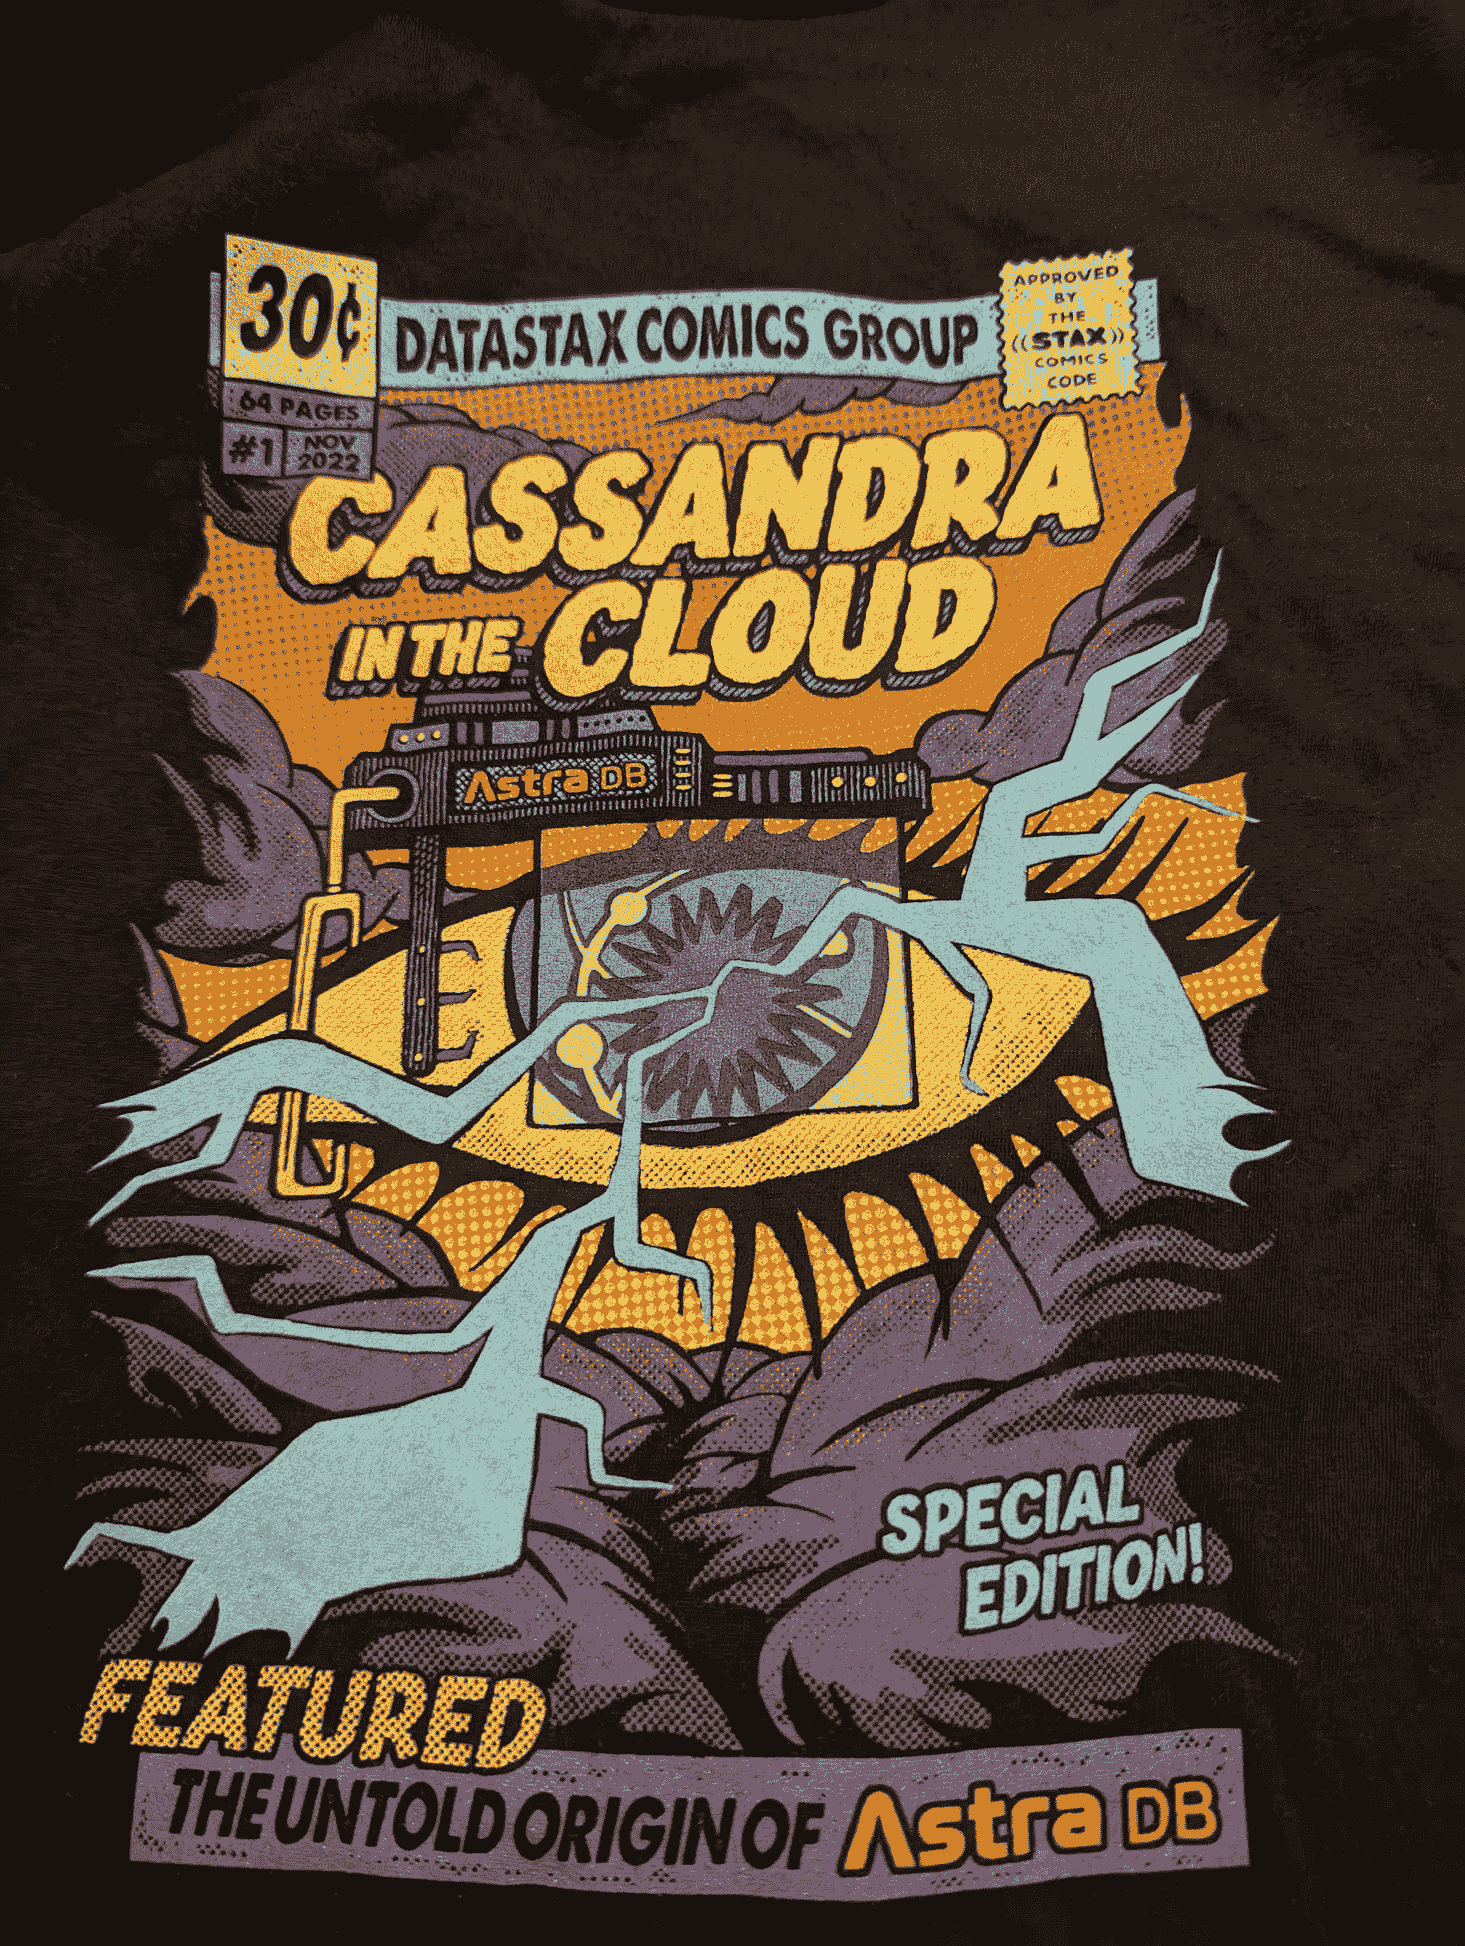 30¢
DATASTAX COMICS GROUP
APPROVED
BY
THE
((STAX))
COMICS
CODE
64 PAGES
#1
NOV
2022
CASSANDRA
IN THE CLOUD
Astra DB
SPECIAL
EDITION!
FEATURED
THE UNTOLD ORIGIN OF Astra DB